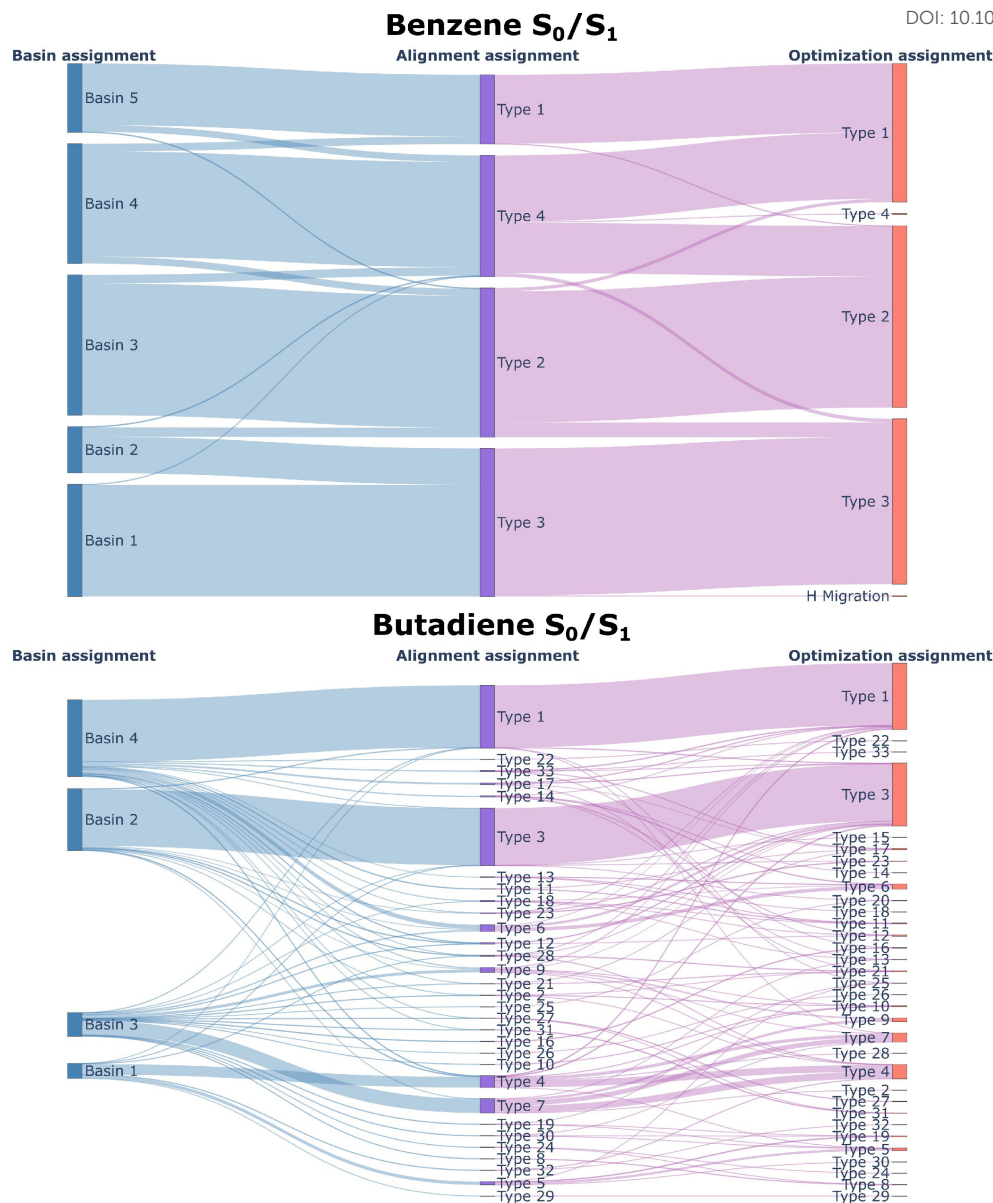 DOI: 10.10
Benzene S₀/S₁
Basin assignment Alignment assignment Optimization assignment
Basin 5
Basin 4
Basin 3
Basin 2
Basin 1
Type 1
Type 4
Type 2
Type 3
Type 1
Type 4
Type 2
Type 3
H Migration
Butadiene S₀/S₁
Basin assignment Alignment assignment Optimization assignment
Basin 4
Basin 2
Basin 3
Basin 1
Type 1
Type 22
Type 33
Type 17
Type 14
Type 3
Type 13
Type 11
Type 18
Type 23
Type 6
Type 12
Type 28
Type 9
Type 21
Type 2
Type 25
Type 27
Type 31
Type 16
Type 26
Type 10
Type 4
Type 7
Type 19
Type 30
Type 24
Type 8
Type 32
Type 5
Type 29
Type 1
Type 22
Type 33
Type 3
Type 15
Type 17
Type 23
Type 14
Type 6
Type 20
Type 18
Type 11
Type 12
Type 16
Type 13
Type 21
Type 25
Type 26
Type 10
Type 9
Type 7
Type 28
Type 4
Type 2
Type 27
Type 31
Type 32
Type 19
Type 5
Type 30
Type 24
Type 8
Type 29